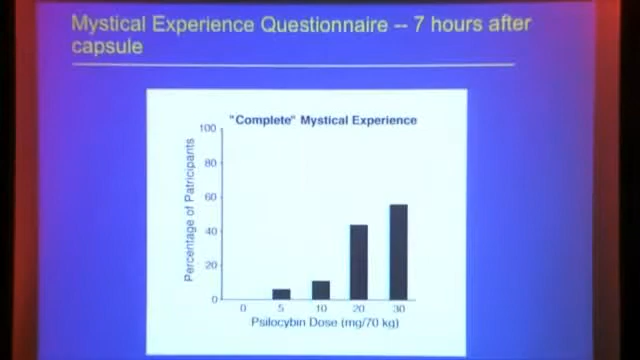 Mystical Experience Questionnaire -- 7 hours after
capsule
"Complete" Mystical Experience
Percentage of Patricipants
100
80
60
40
20
0
0 5 10 20 30
Psilocybin Dose (mg/70 kg)